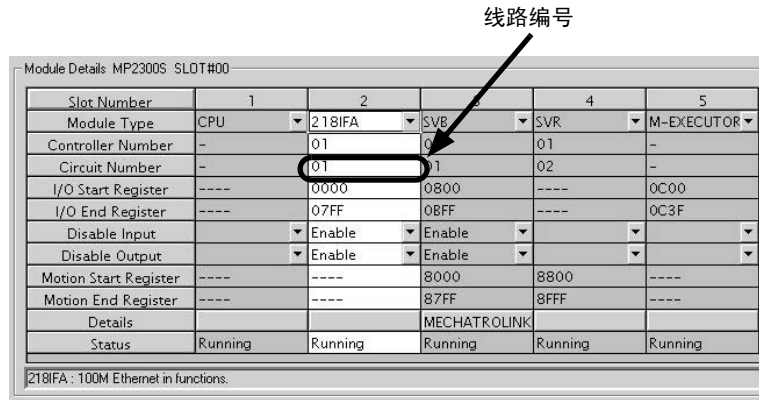 线路编号
Module Details MP2300S SLOT#00
Slot Number 1 2 3 4 5
Module Type CPU 218IFA SVB SVR M-EXECUTOR
Controller Number - 01 01 -
Circuit Number - 01 01 02 -
I/O Start Register ---- 0000 0800 ---- 0C00
I/O End Register ---- 07FF 0BFF ---- 0C3F
Disable Input Enable Enable
Disable Output Enable Enable
Motion Start Register ---- ---- 8000 8800 ----
Motion End Register ---- ---- 87FF 8FFF ----
Details MECHATROLINK
Status Running Running Running Running Running
218IFA : 100M Ethernet in functions.